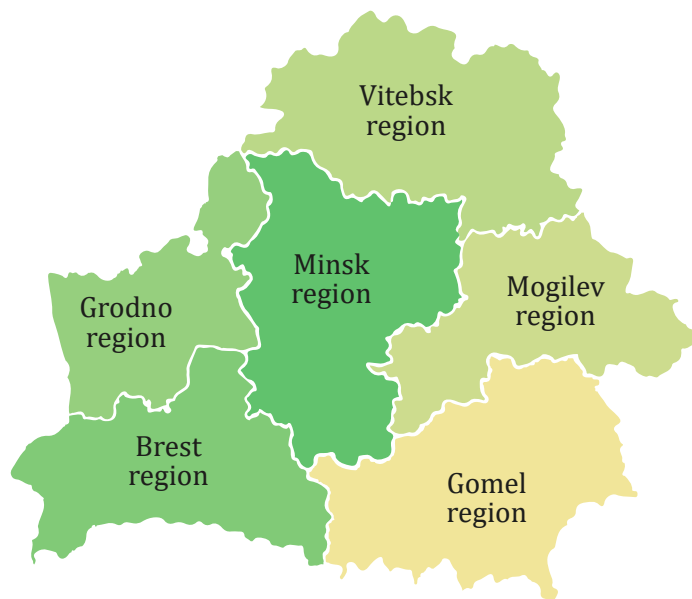 Vitebsk
region
Minsk
region
Mogilev
region
Grodno
region
Brest
region
Gomel
region